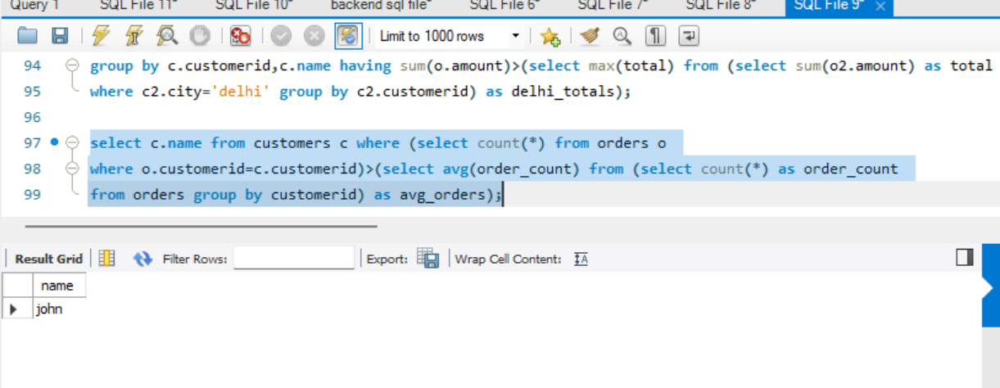 Query 1 SQL File 11* SQL File 10* backend sql file* SQL File 6* SQL File 7* SQL File 8* SQL File 9* ×
Limit to 1000 rows
94 group by c.customerid,c.name having sum(o.amount)>(select max(total) from (select sum(o2.amount) as total
95 where c2.city='delhi' group by c2.customerid) as delhi_totals);
96
97 select c.name from customers c where (select count(*) from orders o
98 where o.customerid=c.customerid)>(select avg(order_count) from (select count(*) as order_count
99 from orders group by customerid) as avg_orders);
Result Grid Filter Rows: Export: Wrap Cell Content:
name
john